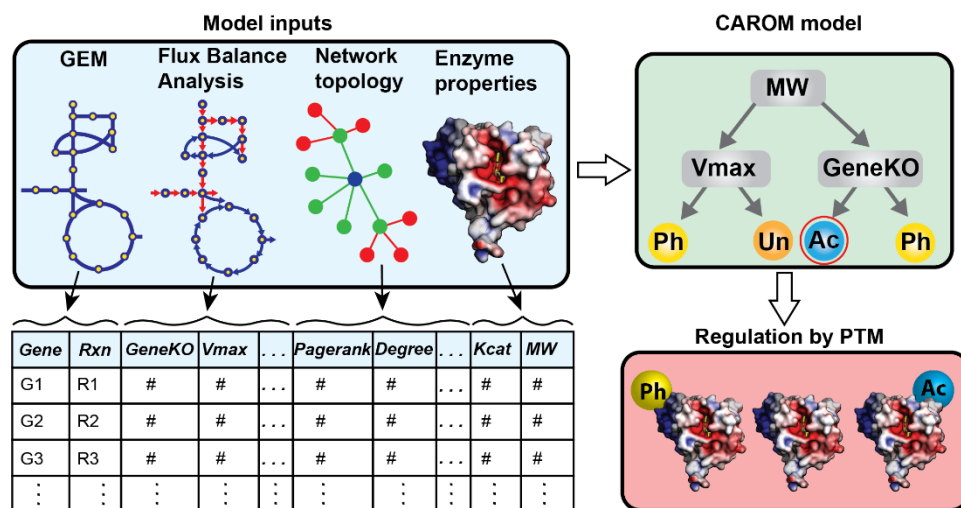 Model inputs
GEM
Flux Balance
Analysis
Network
topology
Enzyme
properties
Gene Rxn GeneKO Vmax ... Pagerank Degree ... Kcat MW
G1 R1 # # ... # # ... # #
G2 R2 # # ... # # ... # #
G3 R3 # # ... # # ... # #
⋮ ⋮ ⋮ ⋮ ⋮ ⋮ ⋮ ⋮
CAROM model
MW
Vmax GeneKO
Ph Un Ac Ph
Regulation by PTM
Ph Ac